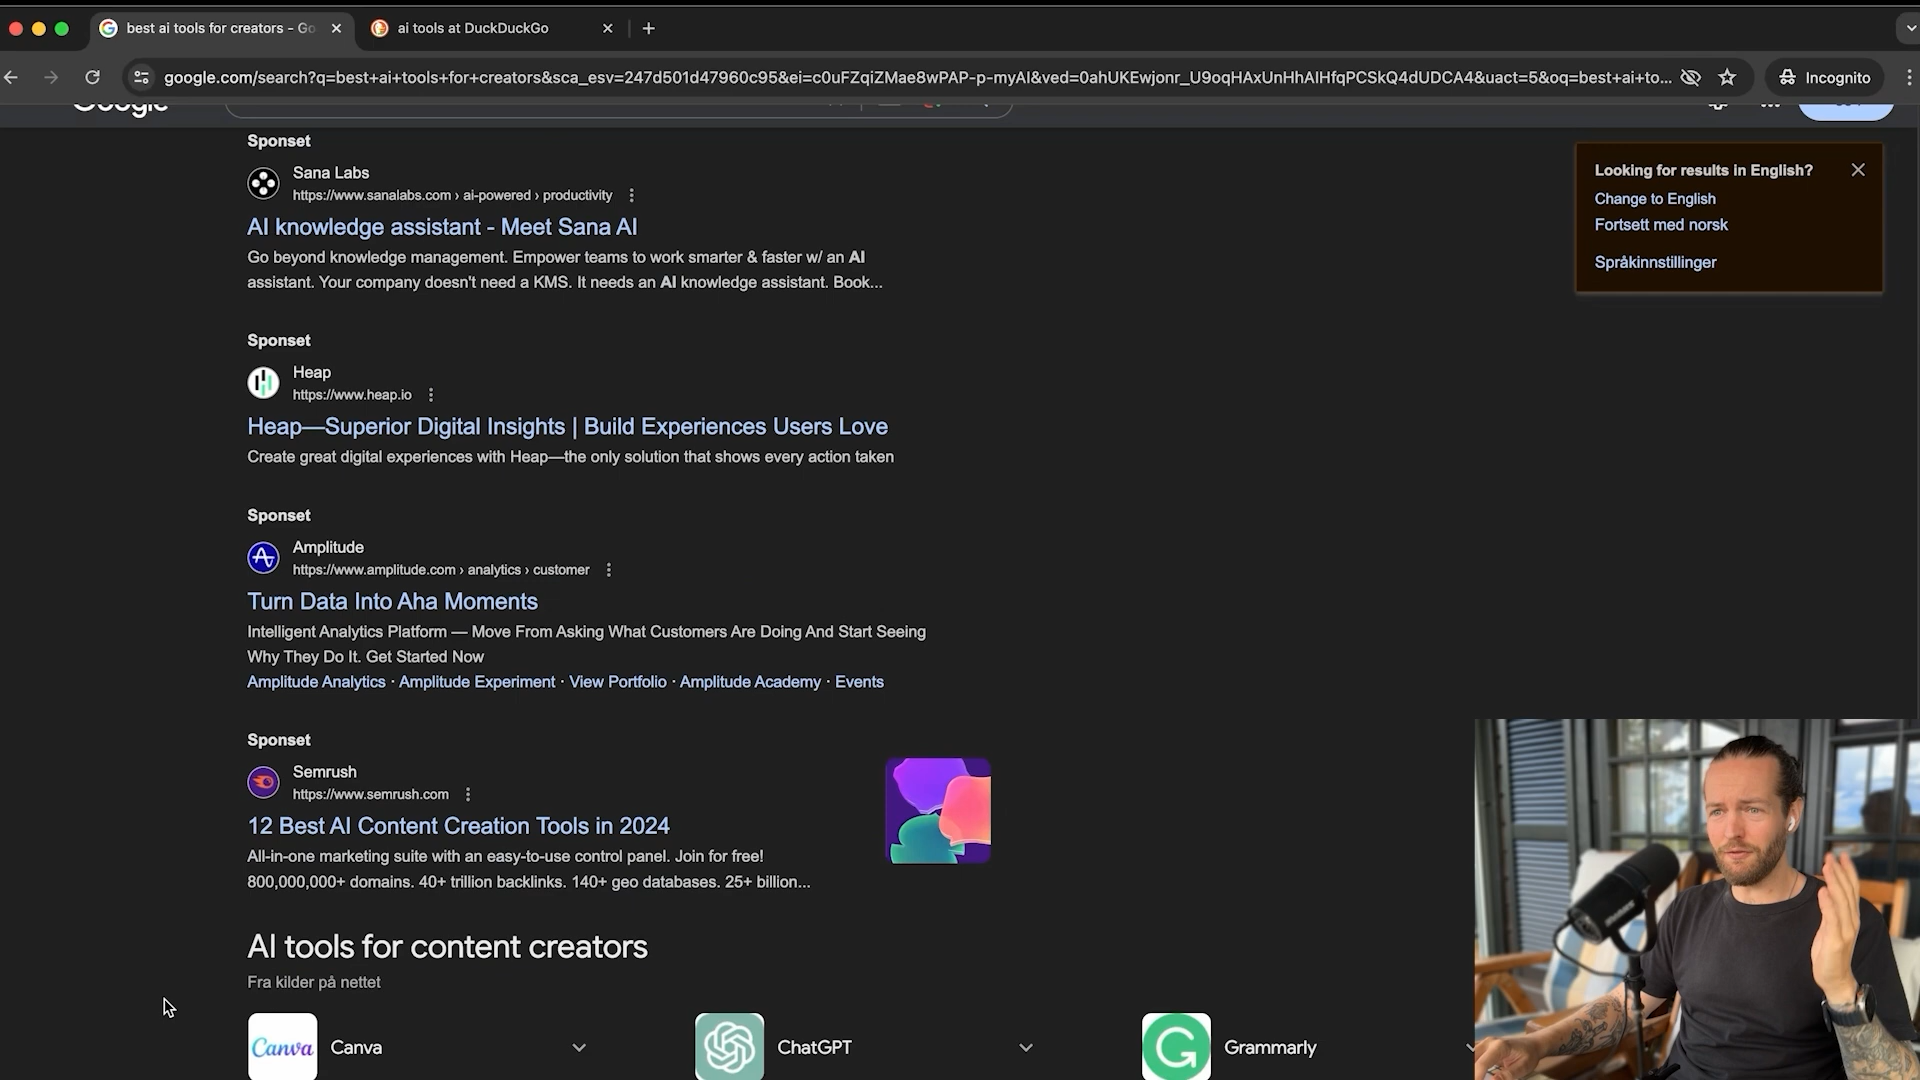 best ai tools for creators - Go
ai tools at DuckDuckGo
google.com/search?q=best+ai+tools+for+creators&sca_esv=247d501d47960c95&ei=c0uFZqiZMae8wPAP-p-myAI&ved=0ahUKEwjonr_U9oqHAxUnHhAIHfqPCSkQ4dUDCA4&uact=5&oq=best+ai+to...
Incognito
Google
Sponset
Sana Labs
https://www.sanalabs.com › ai-powered › productivity
AI knowledge assistant - Meet Sana AI
Go beyond knowledge management. Empower teams to work smarter & faster w/ an AI
assistant. Your company doesn't need a KMS. It needs an AI knowledge assistant. Book...
Looking for results in English?
Change to English
Fortsett med norsk
Språkinnstillinger
Sponset
Heap
https://www.heap.io
Heap—Superior Digital Insights | Build Experiences Users Love
Create great digital experiences with Heap—the only solution that shows every action taken
Sponset
Amplitude
https://www.amplitude.com › analytics › customer
Turn Data Into Aha Moments
Intelligent Analytics Platform — Move From Asking What Customers Are Doing And Start Seeing
Why They Do It. Get Started Now
Amplitude Analytics · Amplitude Experiment · View Portfolio · Amplitude Academy · Events
Sponset
Semrush
https://www.semrush.com
12 Best AI Content Creation Tools in 2024
All-in-one marketing suite with an easy-to-use control panel. Join for free!
800,000,000+ domains. 40+ trillion backlinks. 140+ geo databases. 25+ billion...
AI tools for content creators
Fra kilder på nettet
Canva Canva
ChatGPT
Grammarly